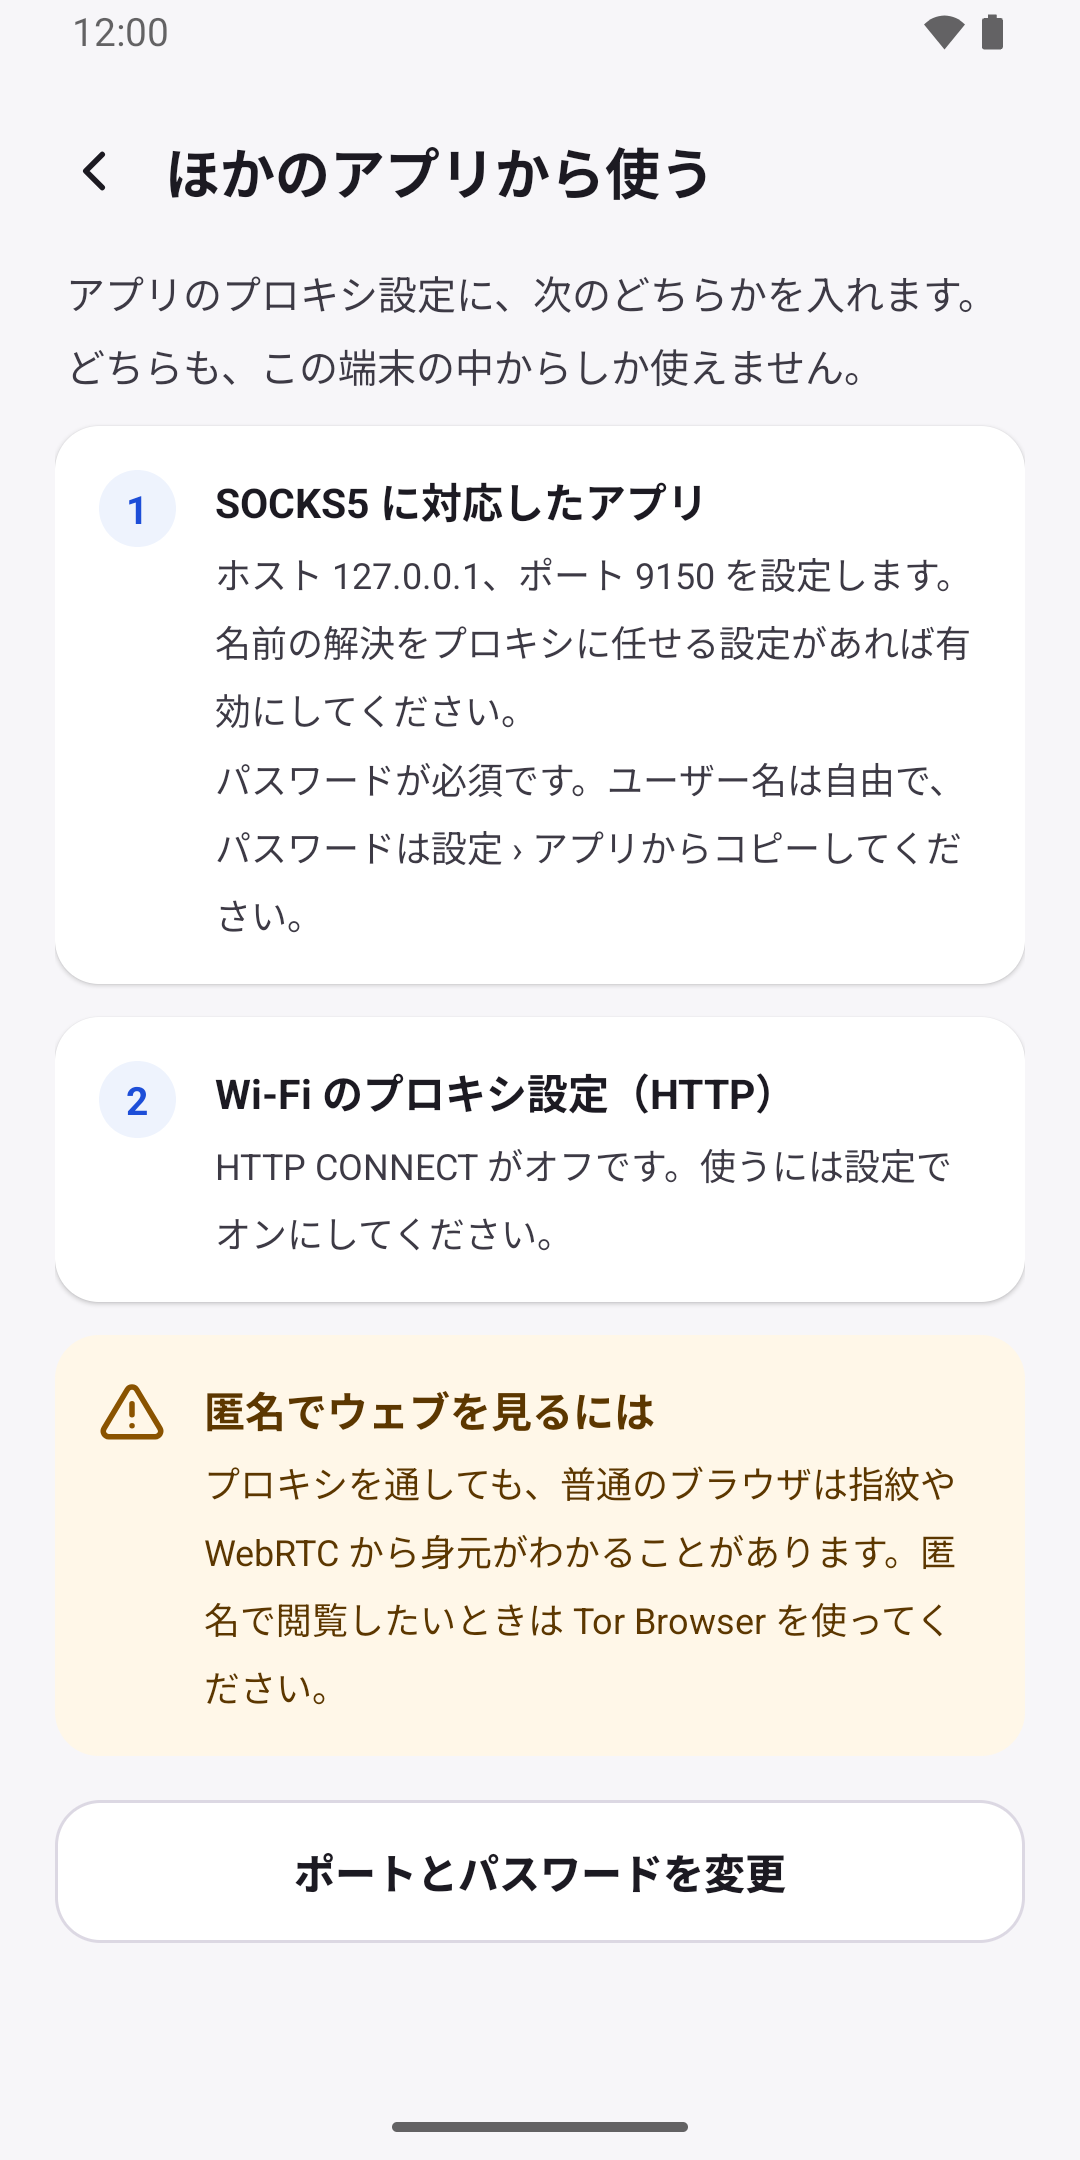 12:00
ほかのアプリから使う
アプリのプロキシ設定に、次のどちらかを入れます。
どちらも、この端末の中からしか使えません。
1
SOCKS5 に対応したアプリ
ホスト 127.0.0.1、ポート 9150 を設定します。
名前の解決をプロキシに任せる設定があれば有
効にしてください。
パスワードが必須です。ユーザー名は自由で、
パスワードは設定 › アプリからコピーしてくだ
さい。
2
Wi-Fi のプロキシ設定（HTTP）
HTTP CONNECT がオフです。使うには設定で
オンにしてください。
匿名でウェブを見るには
プロキシを通しても、普通のブラウザは指紋や
WebRTC から身元がわかることがあります。匿
名で閲覧したいときは Tor Browser を使ってく
ださい。
ポートとパスワードを変更